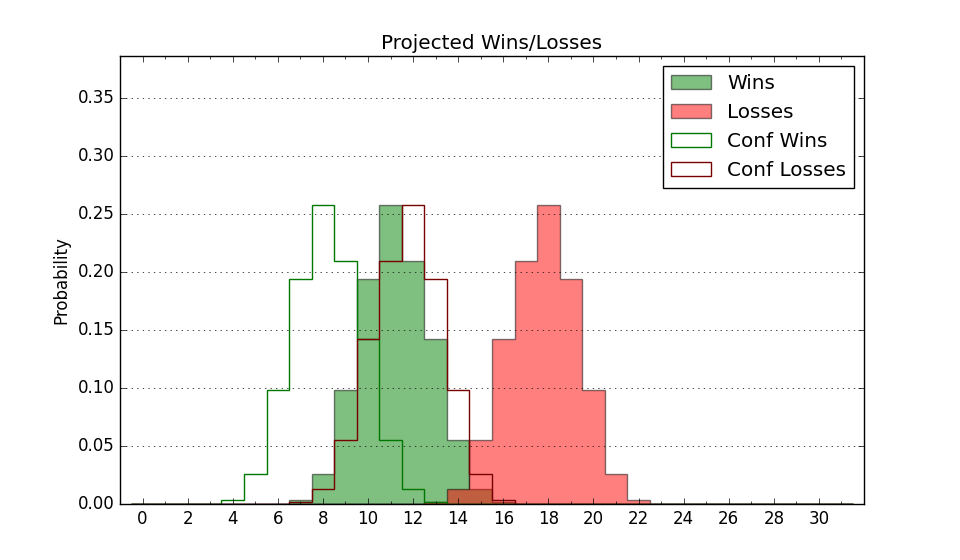 Projected Wins/Losses
Wins
Losses
Conf Wins
Conf Losses
Probability
0.35
0.30
0.25
0.20
0.15
0.10
0.05
0.00
0 2 4 6 8 10 12 14 16 18 20 22 24 26 28 30